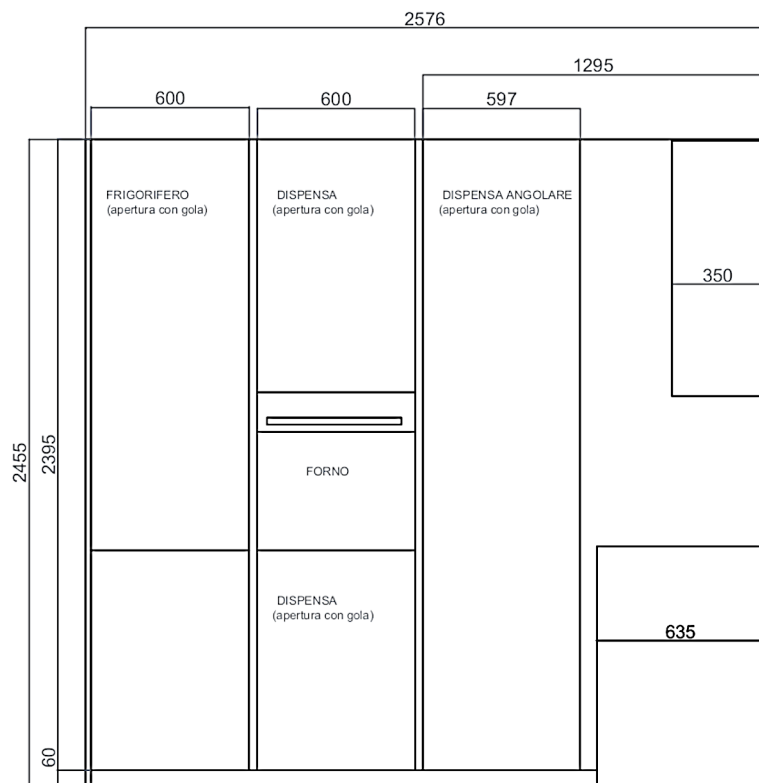 2576
1295
600
600
597
FRIGORIFERO
(apertura con gola)
DISPENSA
(apertura con gola)
DISPENSA ANGOLARE
(apertura con gola)
350
2455
2395
FORNO
DISPENSA
(apertura con gola)
635
60